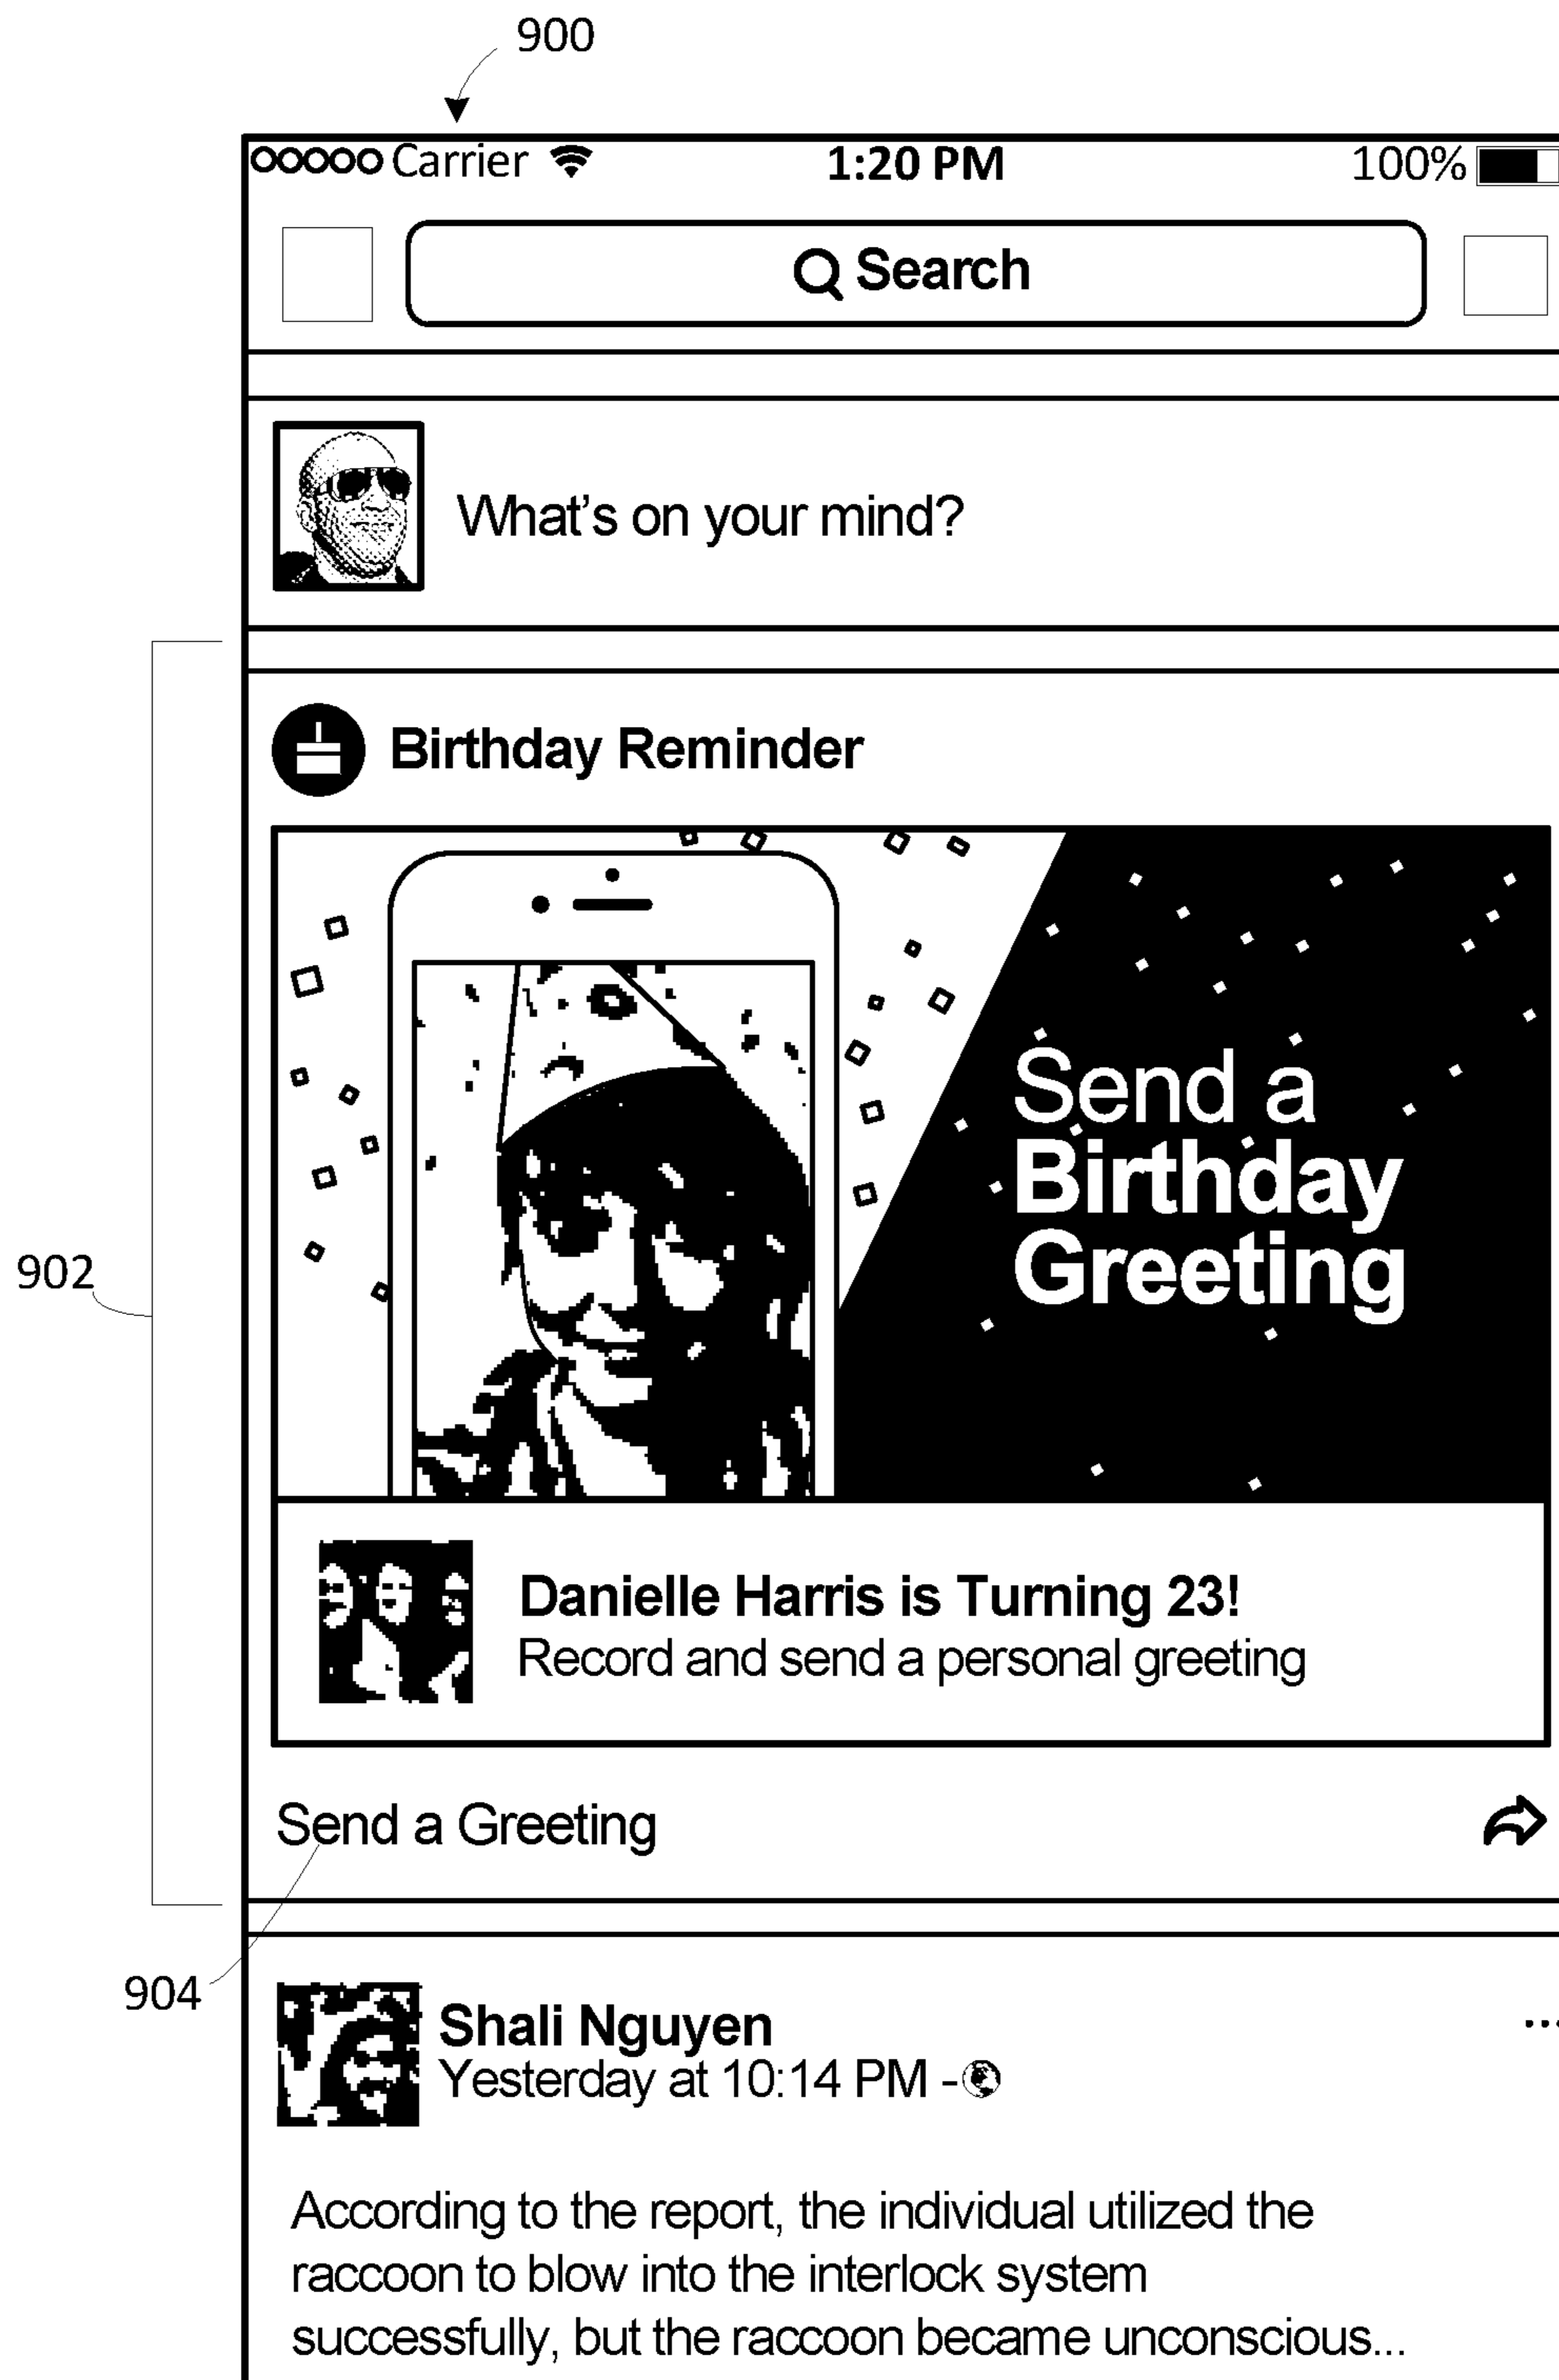 900
Carrier 1:20 PM 100%
Search
What's on your mind?
Birthday Reminder
Send a
Birthday
Greeting
902
Danielle Harris is Turning 23!
Record and send a personal greeting
Send a Greeting
904
Shali Nguyen
Yesterday at 10:14 PM -
...
According to the report, the individual utilized the
raccoon to blow into the interlock system
successfully, but the raccoon became unconscious...